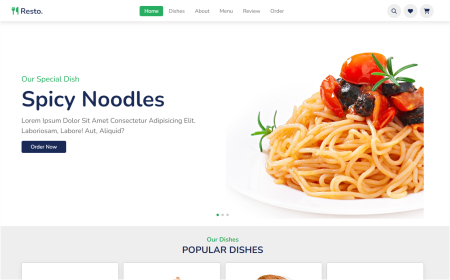 Resto.
Home Dishes About Menu Review Order
Our Special Dish
Spicy Noodles
Lorem Ipsum Dolor Sit Amet Consectetur Adipisicing Elit.
Laboriosam, Labore! Aut, Aliquid?
Order Now
Our Dishes
POPULAR DISHES